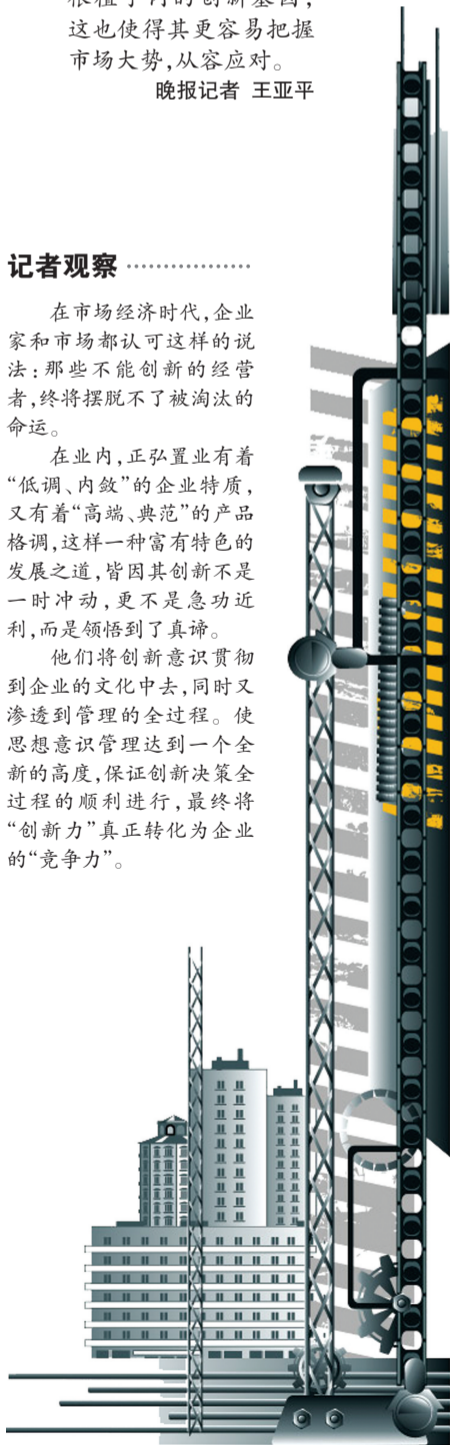 根植于内的创新基因，
这也使得其更容易把握
市场大势，从容应对。
晚报记者 王亚平
记者观察
在市场经济时代，企业
家和市场都认可这样的说
法：那些不能创新的经营
者，终将摆脱不了被淘汰的
命运。
在业内，正弘置业有着
“低调、内敛”的企业特质，
又有着“高端、典范”的产品
格调，这样一种富有特色的
发展之道，皆因其创新不是
一时冲动，更不是急功近
利，而是领悟到了真谛。
他们将创新意识贯彻
到企业的文化中去，同时又
渗透到管理的全过程。使
思想意识管理达到一个全
新的高度，保证创新决策全
过程的顺利进行，最终将
“创新力”真正转化为企业
的“竞争力”。